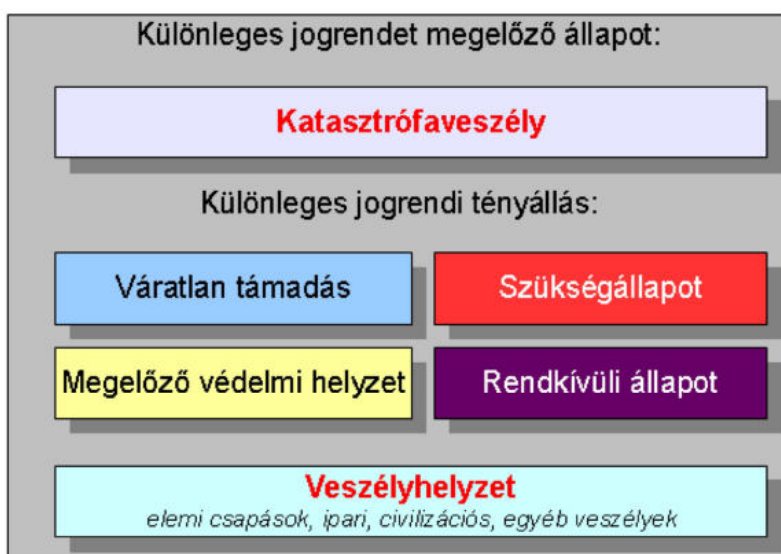 Különleges jogrendet megelőző állapot:
Katasztrófaveszély
Különleges jogrendi tényállás:
Váratlan támadás
Szükségállapot
Megelőző védelmi helyzet
Rendkívüli állapot
Veszélyhelyzet
elemi csapások, ipari, civilizációs, egyéb veszélyek